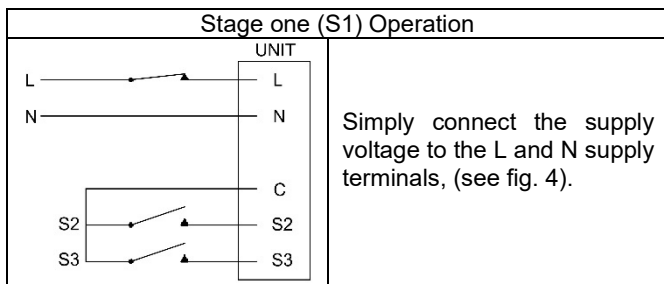 Stage one (S1) Operation
UNIT
L L
N N
C
S2 S2
S3 S3
Simply connect the supply
voltage to the L and N supply
terminals, (see fig. 4).